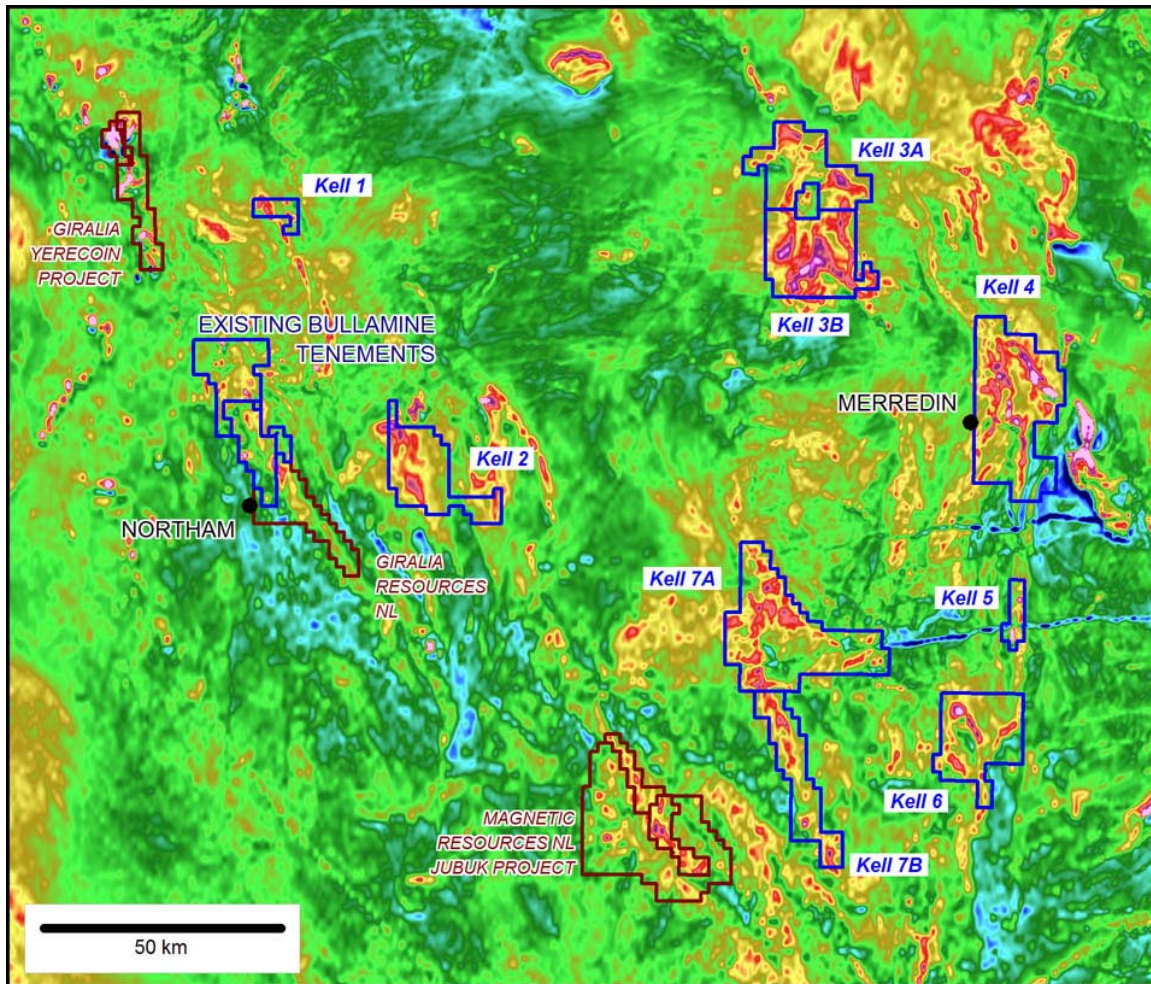 Kell 3A
Kell 1
GIRALIA
YERECOIN
PROJECT
Kell 4
Kell 3B
EXISTING BULLAMINE
TENEMENTS
MERREDIN
Kell 2
NORTHAM
GIRALIA
RESOURCES
NL
Kell 7A
Kell 5
MAGNETIC
RESOURCES NL
JUBUK PROJECT
Kell 6
Kell 7B
50 km